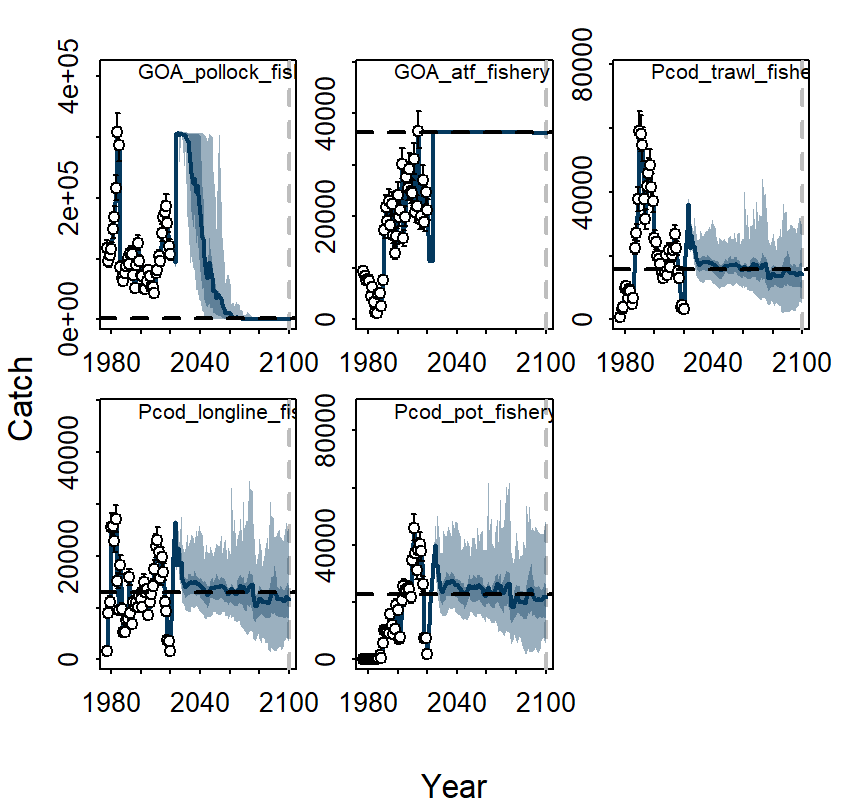 GOA_pollock_fish
0e+00 2e+05 4e+05
1980 2040 2100
GOA_atf_fishery
0 20000 40000
1980 2040 2100
Pcod_trawl_fishe
0 40000 80000
1980 2040 2100
Pcod_longline_fis
0 20000 40000
1980 2040 2100
Pcod_pot_fishery
0 40000 80000
1980 2040 2100
Catch
Year